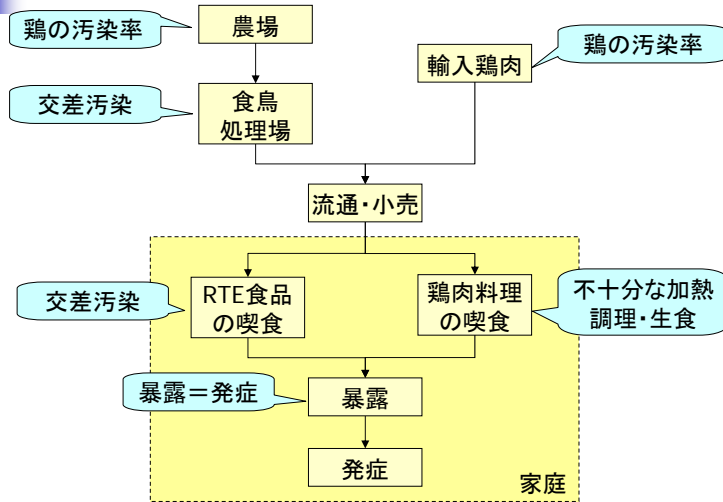 鶏の汚染率
農場
輸入鶏肉
鶏の汚染率
交差汚染
食鳥
処理場
流通・小売
交差汚染
RTE食品
の喫食
鶏肉料理
の喫食
不十分な加熱
調理・生食
暴露＝発症
暴露
発症
家庭